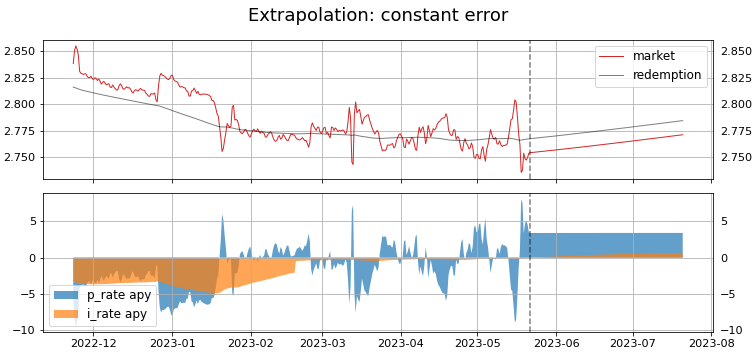 Extrapolation: constant error
2.850 2.850
2.825 2.825
2.800 2.800
2.775 2.775
2.750 2.750
market
redemption
5 5
0 0
−5 −5
−10 −10
p_rate apy
i_rate apy
2022-12 2023-01 2023-02 2023-03 2023-04 2023-05 2023-06 2023-07 2023-08